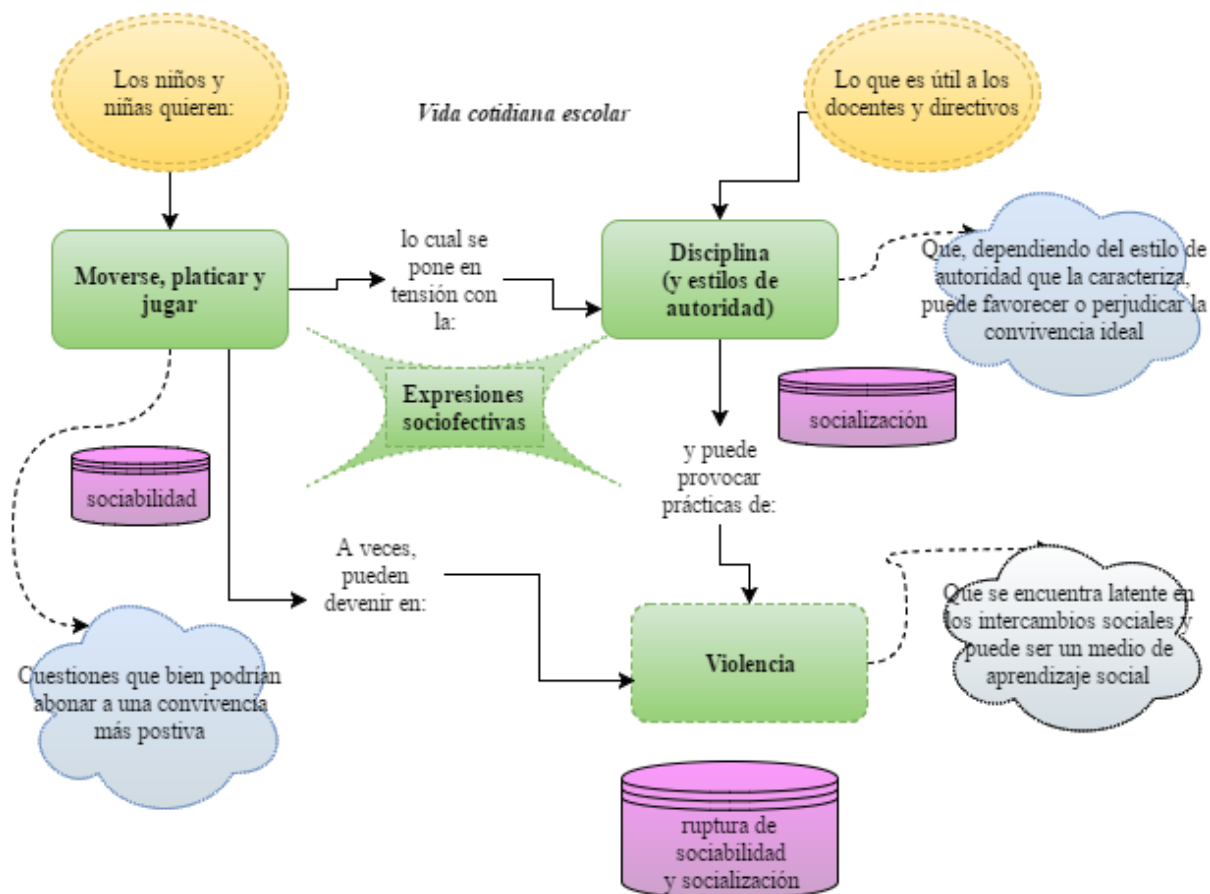 Los niños y
niñas quieren:
Vida cotidiana escolar
Lo que es útil a los
docentes y directivos
Moverse, platicar y
jugar
lo cual se
pone en
tensión con
la:
Disciplina
(y estilos de
autoridad)
Que, dependiendo del estilo de
autoridad que la caracteriza,
puede favorecer o perjudicar la
convivencia ideal
Expresiones
sociofectivas
socialización
sociabilidad
y puede
provocar
prácticas de:
A veces,
pueden
devenir en:
Violencia
Que se encuentra latente en
los intercambios sociales y
puede ser un medio de
aprendizaje social
Cuestiones que bien podrían
abonar a una convivencia
más postiva
ruptura de
sociabilidad
y socialización